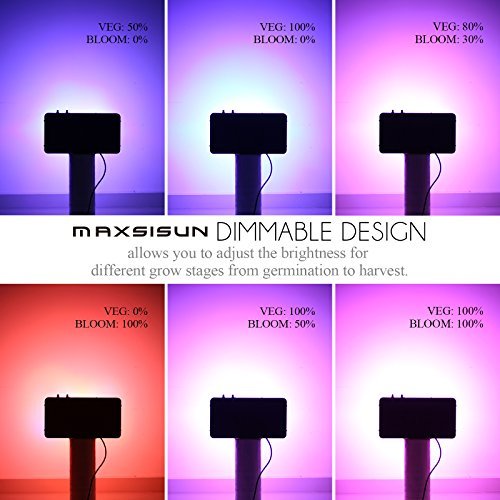 VEG: 50%
BLOOM: 0%
VEG: 100%
BLOOM: 0%
VEG: 80%
BLOOM: 30%
MAXSISUN DIMMABLE DESIGN
allows you to adjust the brightness for
different grow stages from germination to harvest.
VEG: 0%
BLOOM: 100%
VEG: 100%
BLOOM: 50%
VEG: 100%
BLOOM: 100%